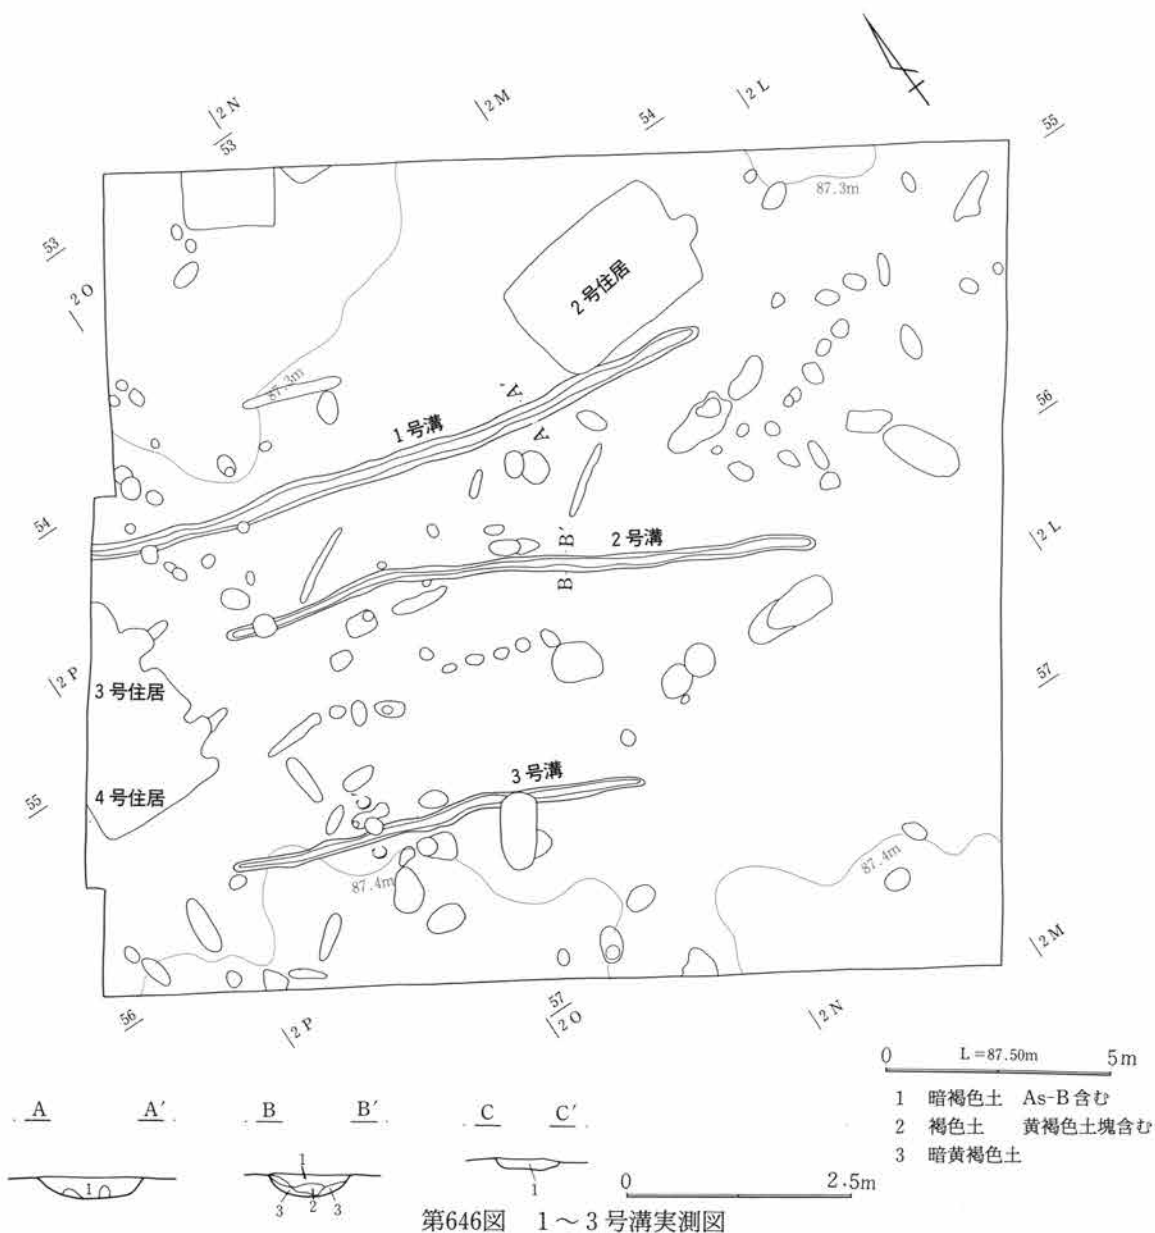 2N
53
2M
54
2L
55
87.3m
53
2O
2号住居
87.3m
A′
1号溝
A
56
54
2L
B′
2号溝
B
2P
3号住居
57
3号溝
4号住居
55
C′
C
87.4m
87.4m
2M
56
2P
57
2O
2N
0 L=87.50m 5m
1 暗褐色土 As-B含む
2 褐色土 黄褐色土塊含む
3 暗黄褐色土
A A′ B B′ C C′
1
1
3 2 3
1
0 2.5m
第646図 1~3号溝実測図